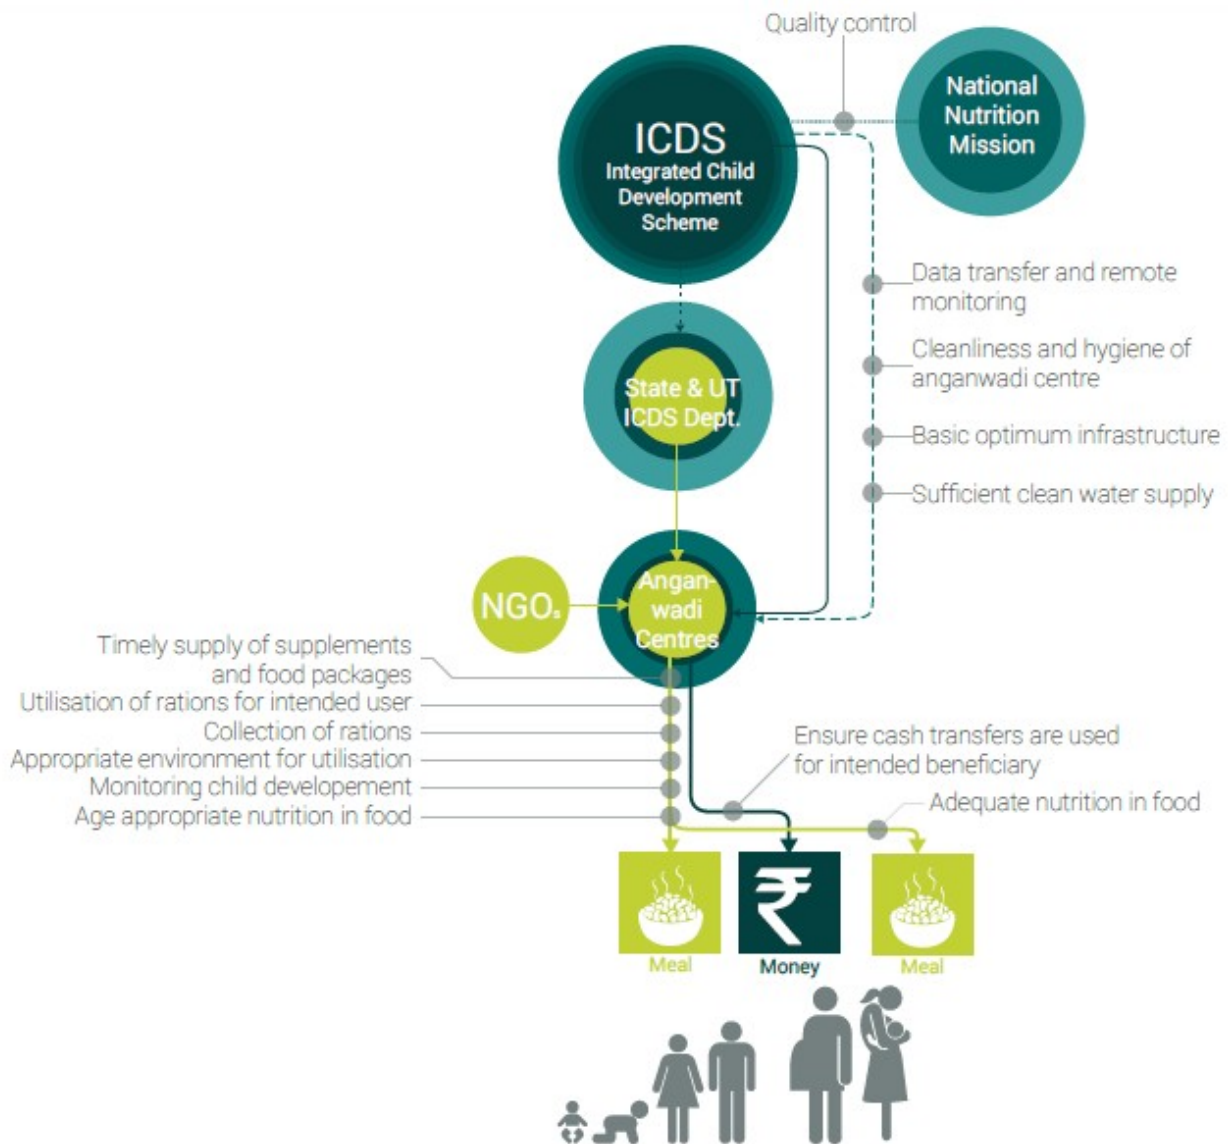 Quality control
National
Nutrition
Mission
ICDS
Integrated Child
Development
Scheme
Data transfer and remote
monitoring
Cleanliness and hygiene of
anganwadi centre
Basic optimum infrastructure
Sufficient clean water supply
State & UT
ICDS Dept.
NGOs
Angan-
wadi
Centres
Timely supply of supplements
and food packages
Utilisation of rations for intended user
Collection of rations
Appropriate environment for utilisation
Monitoring child developement
Age appropriate nutrition in food
Ensure cash transfers are used
for intended beneficiary
Adequate nutrition in food
₹
Meal
Money
Meal